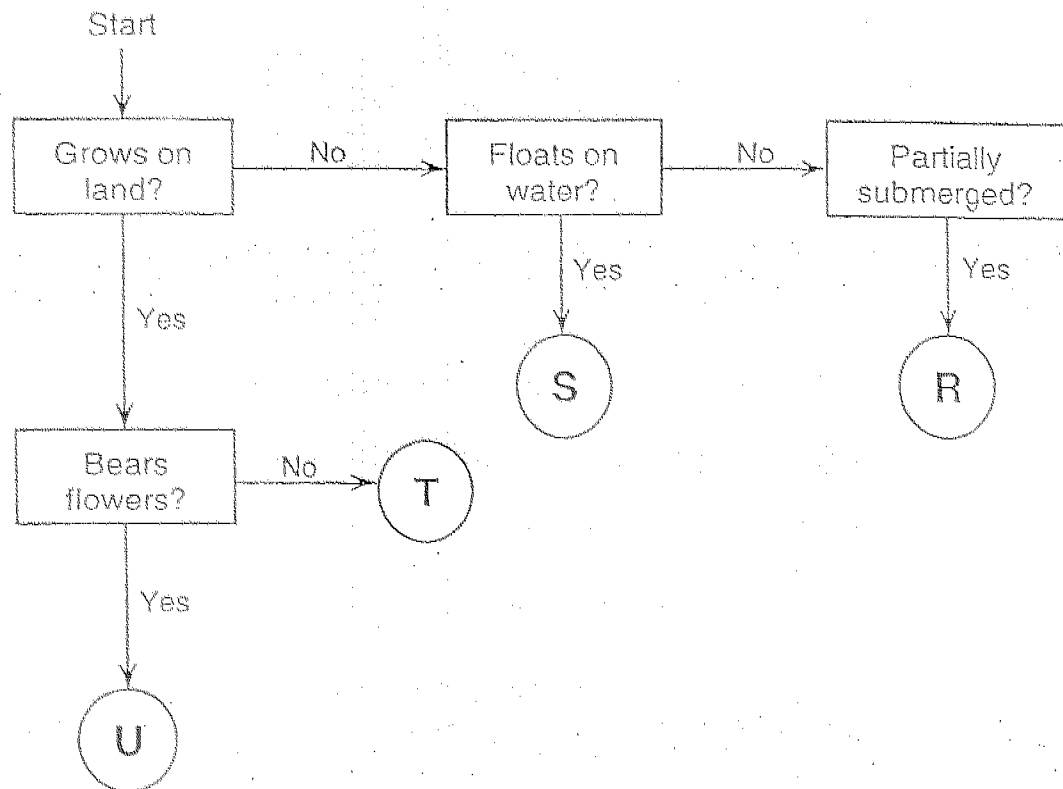 Start
Grows on
land?
No
Floats on
water?
No
Partially
submerged?
Yes
Yes
Yes
S
R
Bears
flowers?
No
T
Yes
U